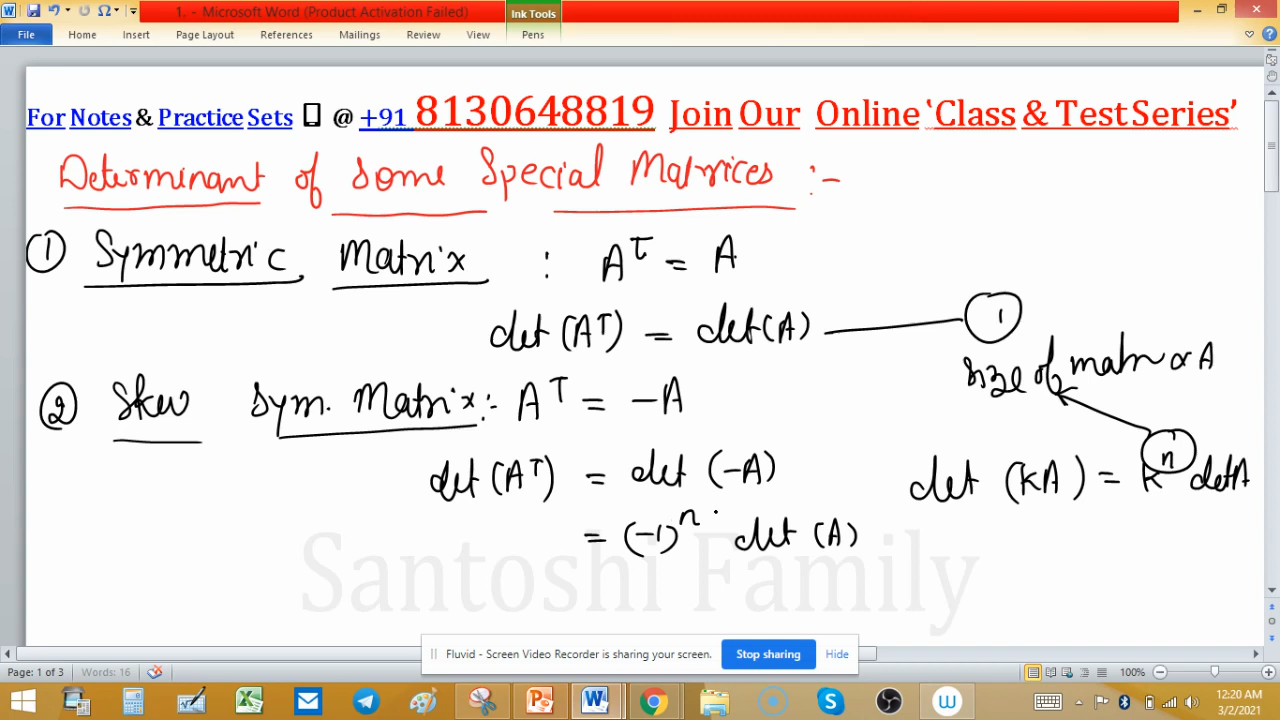 1. - Microsoft Word (Product Activation Failed)
Ink Tools
File Home Insert Page Layout References Mailings Review View Pens
For Notes & Practice Sets @ +91 8130648819 Join Our Online 'Class & Test Series'
Determinant of some Special Matrices :-
① Symmetric Matrix : Aᵀ = A
det (Aᵀ) = det(A) ①
size of matrix A
② Skew Sym. Matrix :- Aᵀ = -A
det (Aᵀ) = det (-A) det (KA) = Kⁿ detA
= (-1)ⁿ · det (A)
Santoshi Family
Fluvid - Screen Video Recorder is sharing your screen. Stop sharing Hide
Page: 1 of 3 Words: 16 100%
12:20 AM
3/2/2021